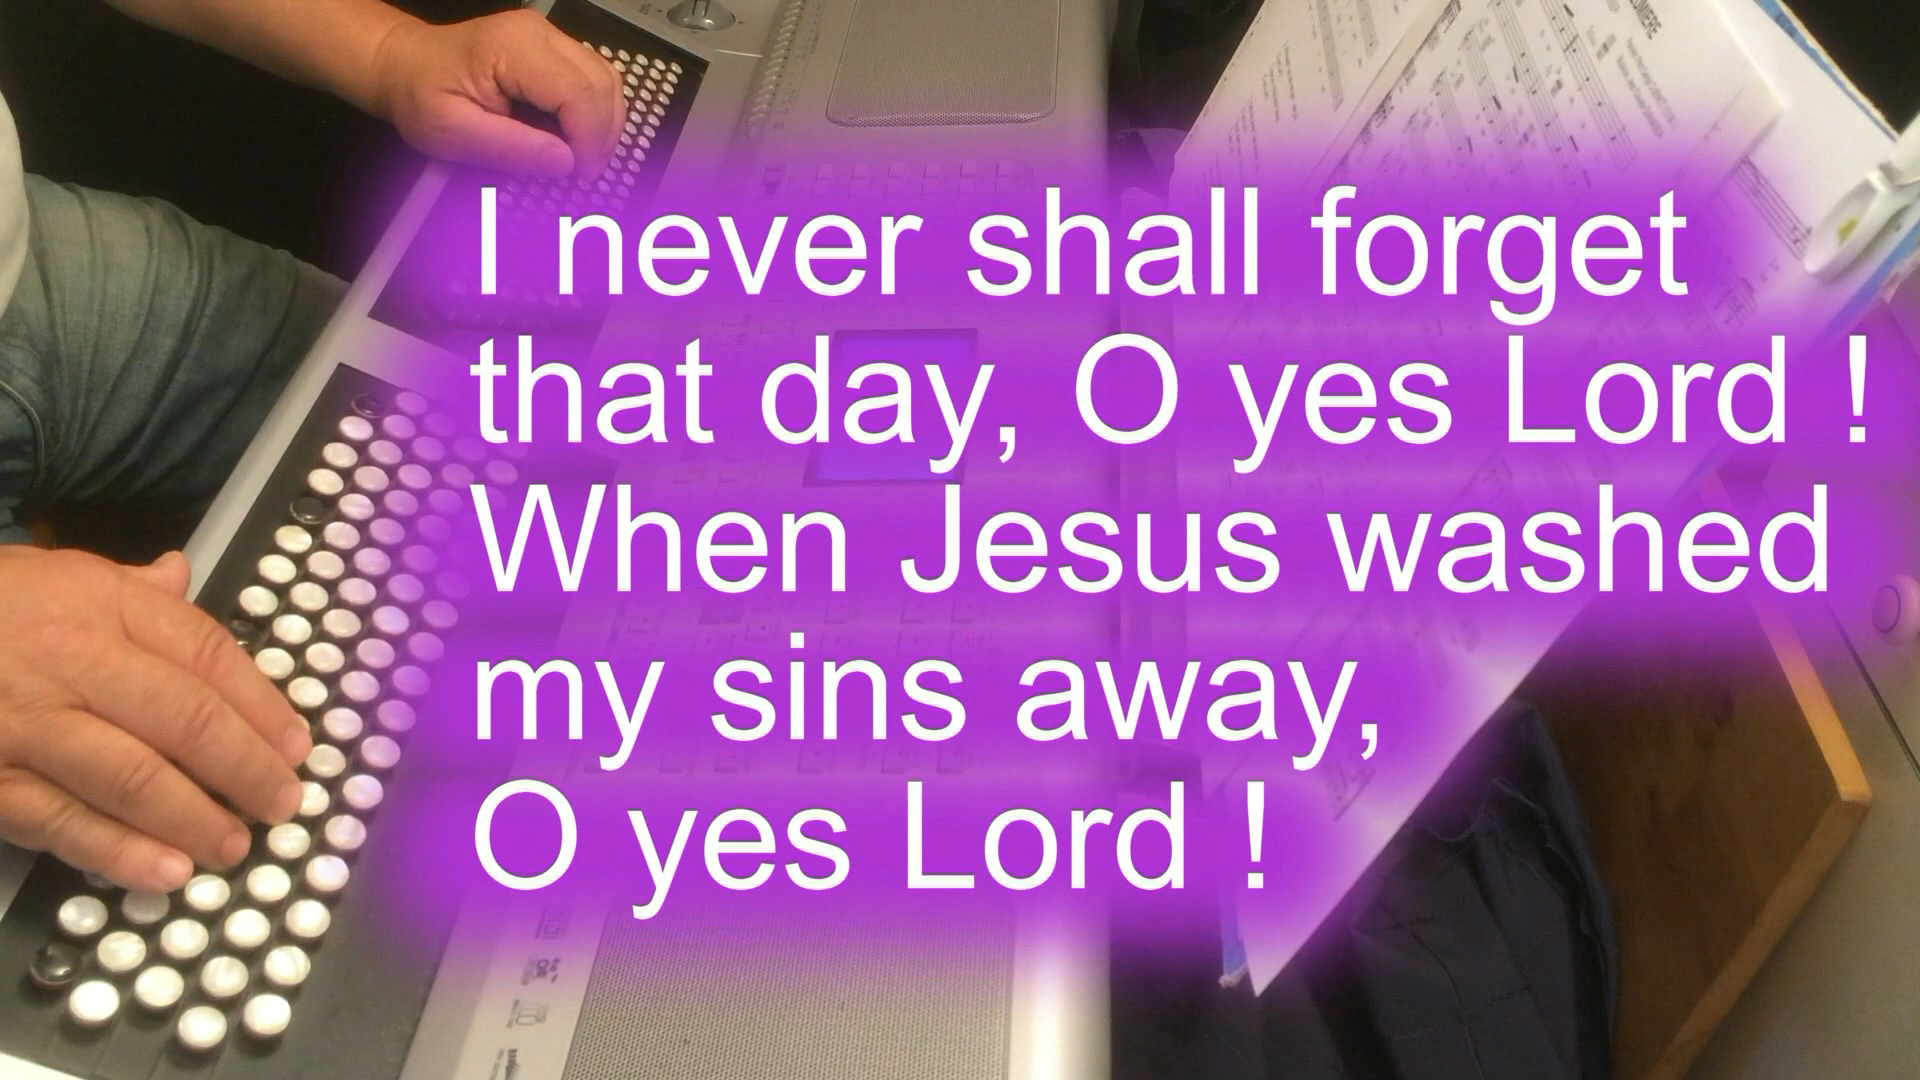 I never shall forget
that day, O yes Lord !
When Jesus washed
my sins away,
O yes Lord !